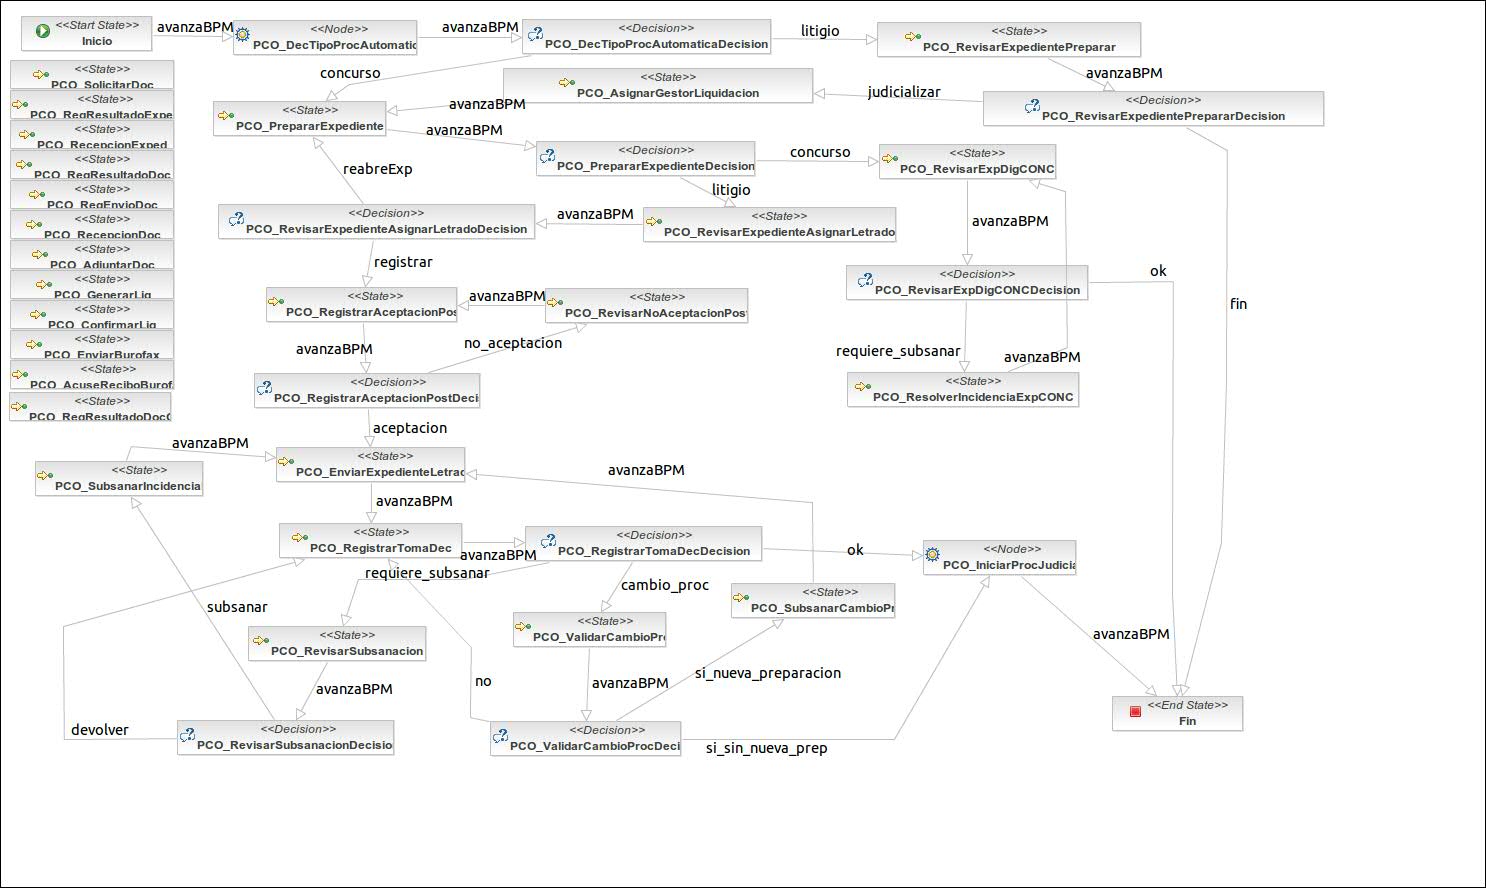 <<Start State>>
Inicio
avanzaBPM
<<Node>>
PCO_DecTipoProcAutomatic
avanzaBPM
<<Decision>>
PCO_DecTipoProcAutomaticaDecision
litigio
<<State>>
PCO_RevisarExpedientePreparar
avanzaBPM
concurso
<<State>>
PCO_SolicitarDoc
<<State>>
PCO_RegResultadoExpe
<<State>>
PCO_RecepcionExped
<<State>>
PCO_RegResultadoDoc
<<State>>
PCO_RegEnvioDoc
<<State>>
PCO_RecepcionDoc
<<State>>
PCO_AdjuntarDoc
<<State>>
PCO_GenerarLiq
<<State>>
PCO_ConfirmarLiq
<<State>>
PCO_EnviarBurofax
<<State>>
PCO_AcuseReciboBurof
<<State>>
PCO_RegResultadoDocC
<<State>>
PCO_AsignarGestorLiquidacion
judicializar
<<Decision>>
PCO_RevisarExpedientePrepararDecision
avanzaBPM
<<State>>
PCO_PrepararExpediente
avanzaBPM
<<Decision>>
PCO_PrepararExpedienteDecision
concurso
<<State>>
PCO_RevisarExpDigCONC
reabreExp
litigio
<<Decision>>
PCO_RevisarExpedienteAsignarLetradoDecision
avanzaBPM
<<State>>
PCO_RevisarExpedienteAsignarLetrado
avanzaBPM
registrar
<<Decision>>
PCO_RevisarExpDigCONCDecision
ok
fin
<<State>>
PCO_RegistrarAceptacionPos
avanzaBPM
<<State>>
PCO_RevisarNoAceptacionPost
avanzaBPM
no_aceptacion
requiere_subsanar
avanzaBPM
<<Decision>>
PCO_RegistrarAceptacionPostDeci
<<State>>
PCO_ResolverIncidenciaExpCONC
aceptacion
avanzaBPM
<<State>>
PCO_SubsanarIncidencia
<<State>>
PCO_EnviarExpedienteLetrad
avanzaBPM
avanzaBPM
<<State>>
PCO_RegistrarTomaDec
avanzaBPM
<<Decision>>
PCO_RegistrarTomaDecDecision
ok
<<Node>>
PCO_IniciarProcJudicia
requiere_subsanar
cambio_proc
<<State>>
PCO_SubsanarCambioPr
subsanar
<<State>>
PCO_RevisarSubsanacion
<<State>>
PCO_ValidarCambioPr
avanzaBPM
avanzaBPM
no
avanzaBPM
si_nueva_preparacion
<<End State>>
Fin
devolver
<<Decision>>
PCO_RevisarSubsanacionDecisio
<<Decision>>
PCO_ValidarCambioProcDeci
si_sin_nueva_prep